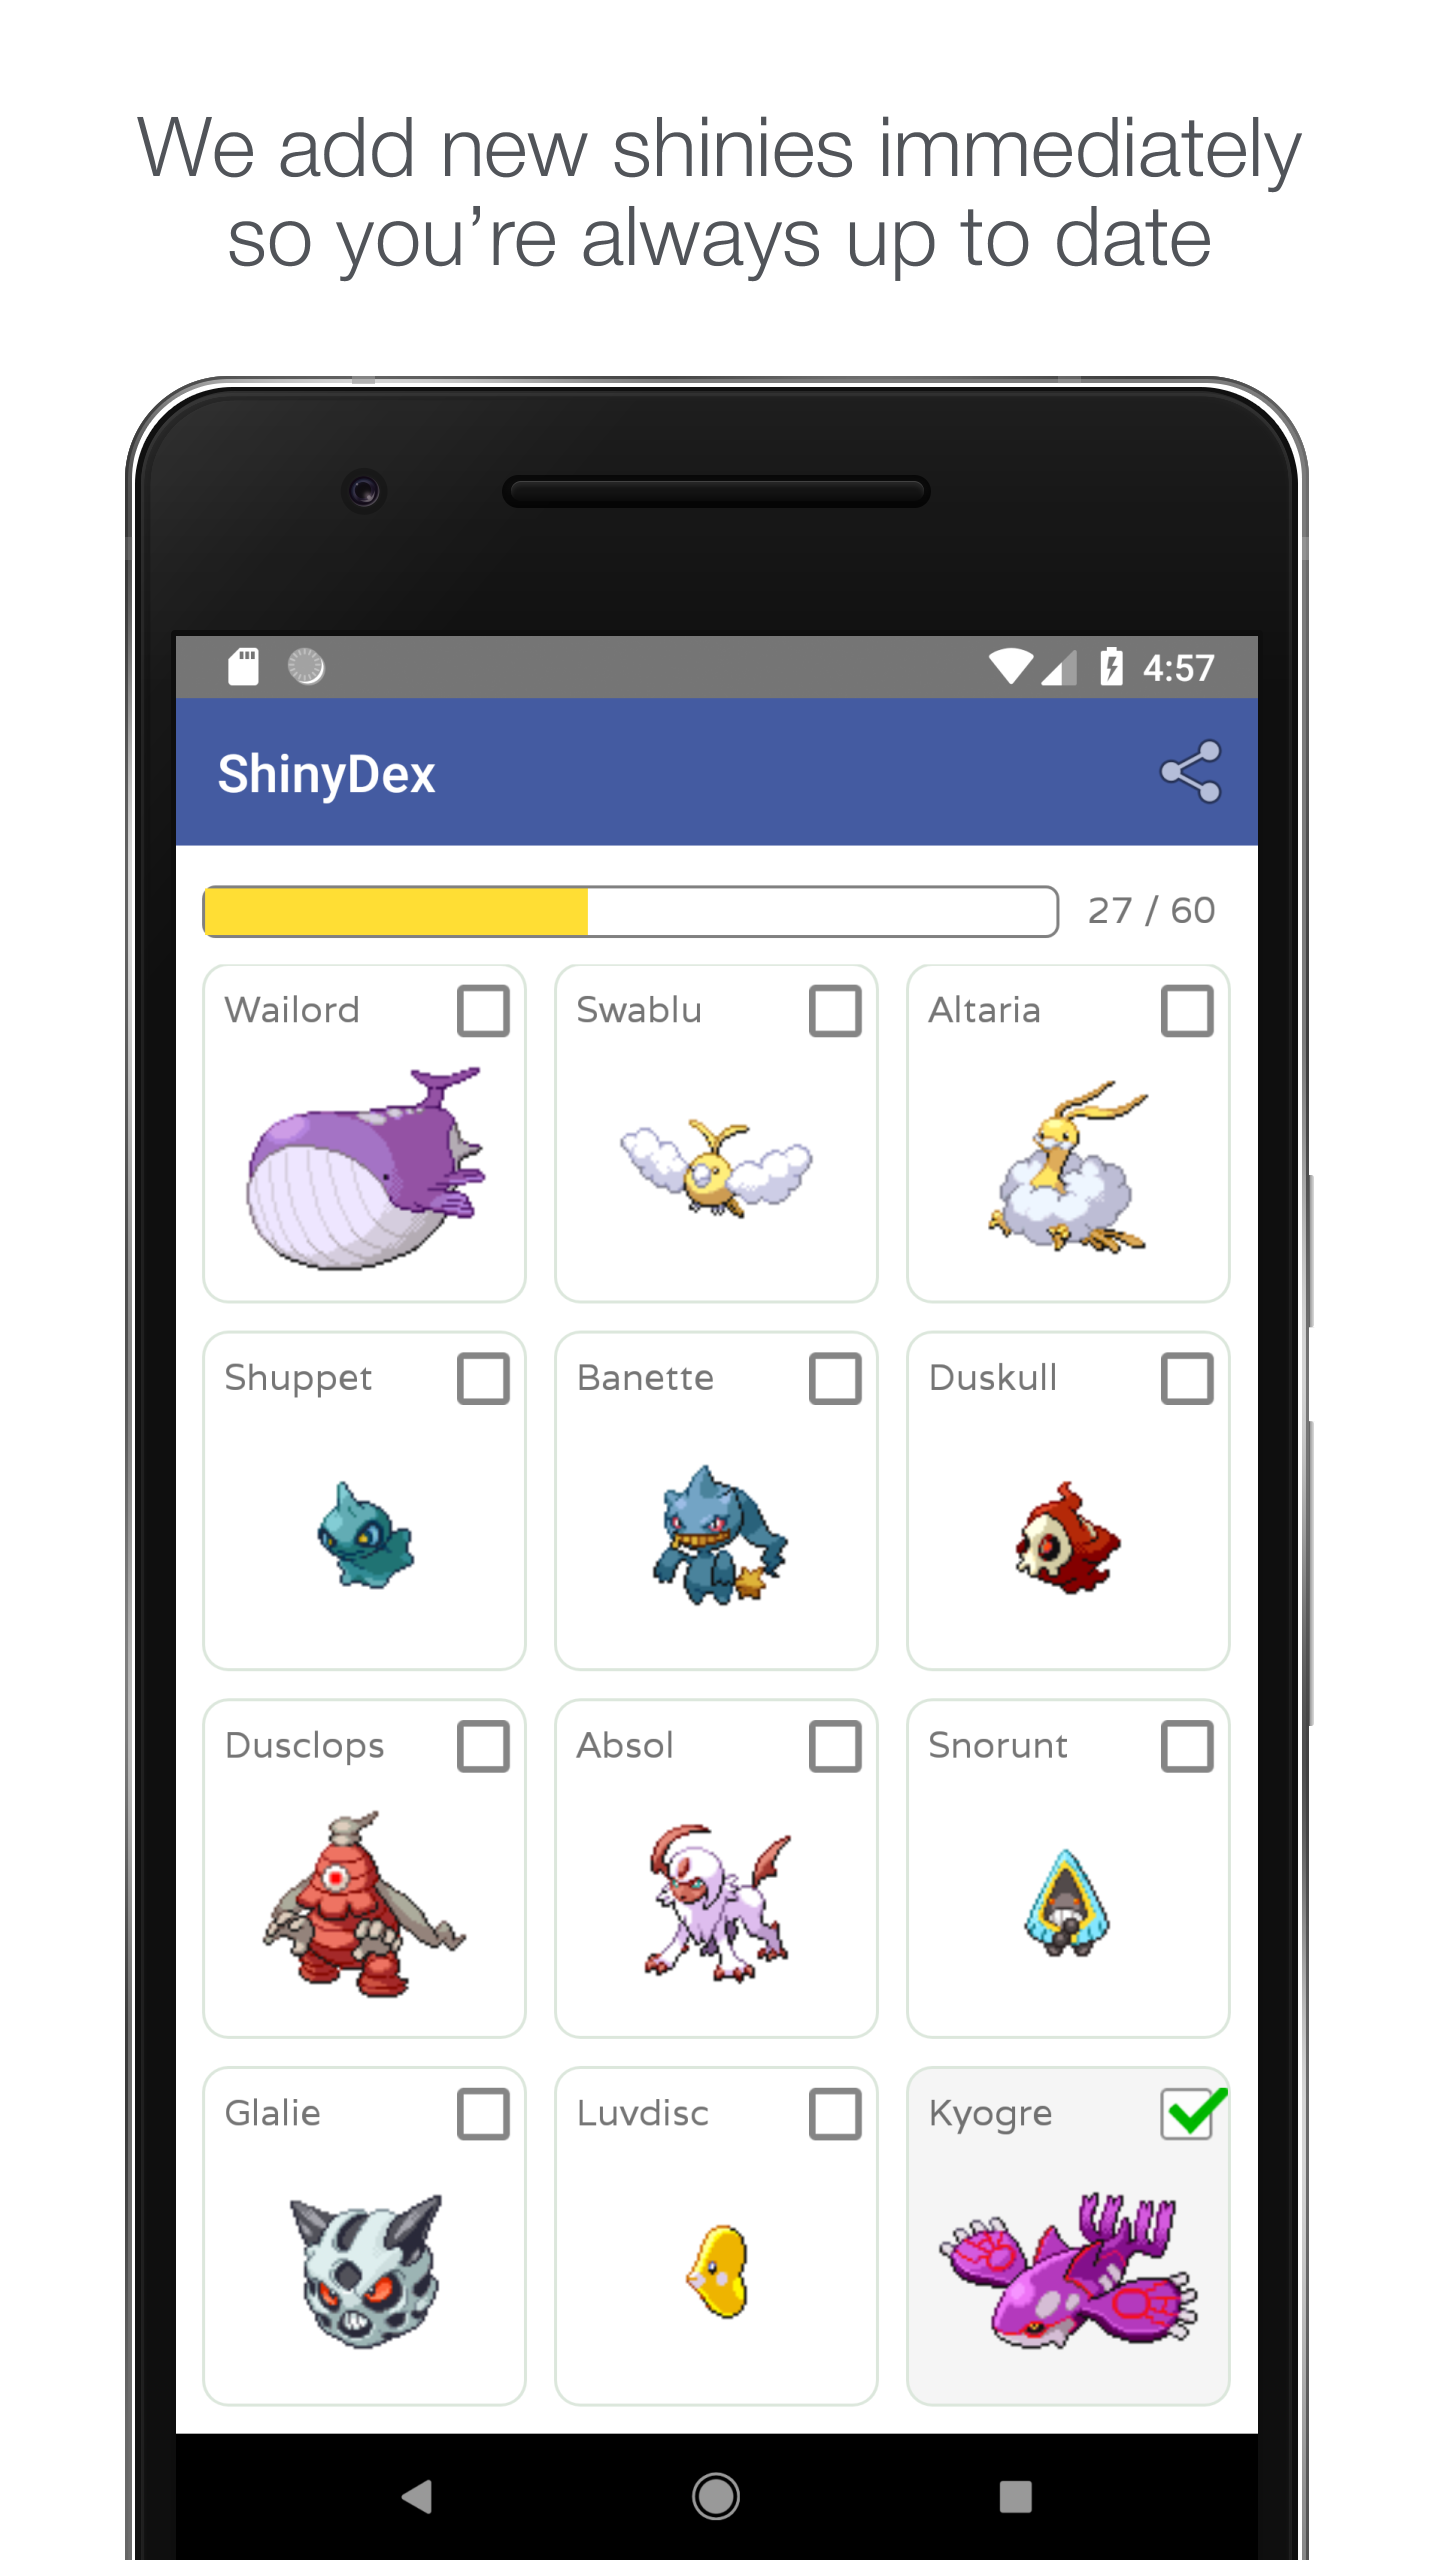 We add new shinies immediately
so you’re always up to date
4:57
ShinyDex
27 / 60
Wailord
Swablu
Altaria
Shuppet
Banette
Duskull
Dusclops
Absol
Snorunt
Glalie
Luvdisc
Kyogre